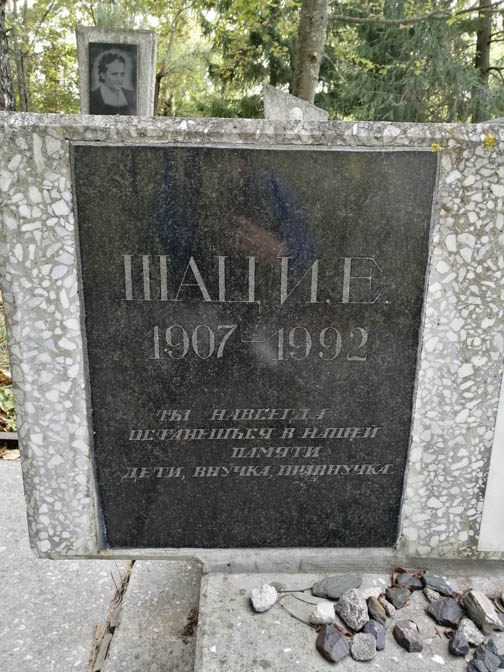 ШАЦ И.Е.
1907-1992
ТЫ НАВСЕГДА
ОСТАНЕШЬСЯ В НАШЕЙ
ПАМЯТИ
ДЕТИ, ВНУЧКА, ПРАВНУЧКА.